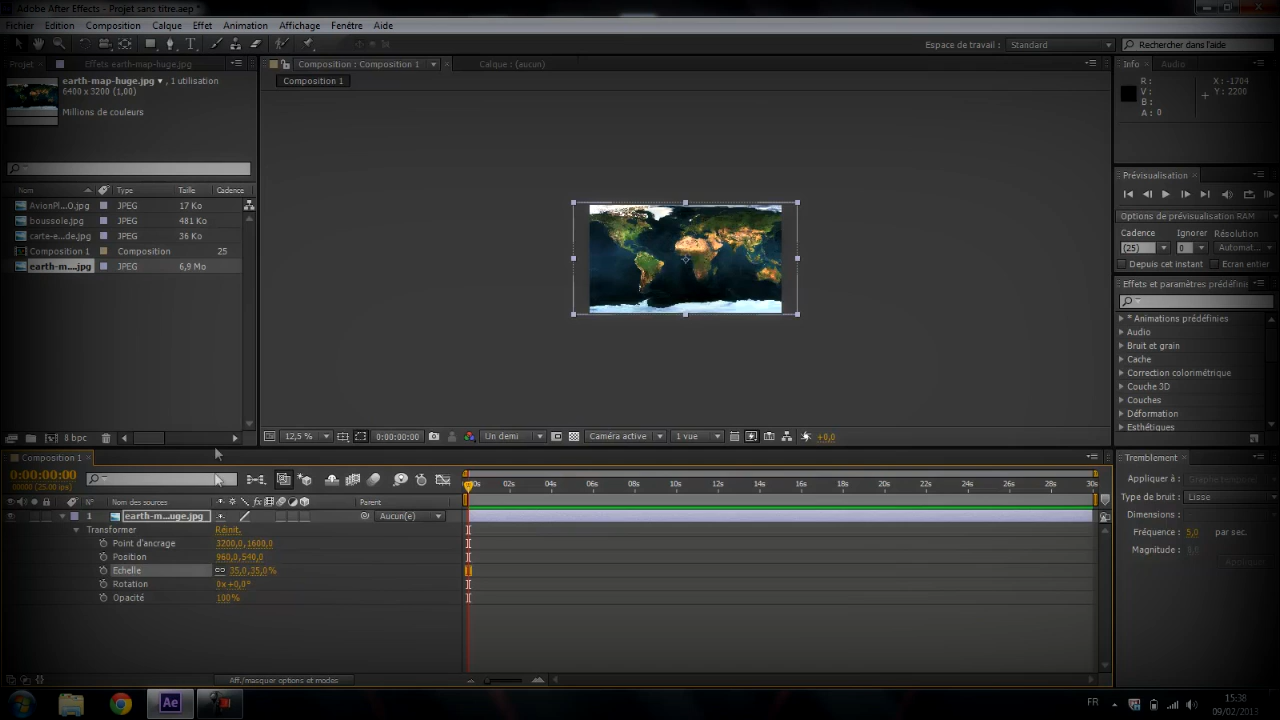 Adobe After Effects - Projet sans titre.aep *
Fichier Edition Composition Calque Effet Animation Affichage Fenêtre Aide
Espace de travail : Standard
Rechercher dans l'aide
Projet Effets earth-map-huge.jpg
earth-map-huge.jpg ▼ , 1 utilisation
6400 x 3200 (1,00)
Millions de couleurs
Nom Type Taille Cadence
AvionPl...O.jpg JPEG 17 Ko
boussole.jpg JPEG 481 Ko
carte-e...de.jpg JPEG 36 Ko
Composition 1 Composition 25
earth-m....jpg JPEG 6,9 Mo
8 bpc
Composition : Composition 1 Calque : (aucun)
Composition 1
12,5 % 0:00:00:00 Un demi Caméra active 1 vue +0,0
Info Audio
R :
V :
B :
A : 0
X : -1704
Y : 2200
Prévisualisation
Options de prévisualisation RAM
Cadence Ignorer Résolution
(25) 0 Automat...
Depuis cet instant Ecran entier
Effets et paramètres prédéfinie
* Animations prédéfinies
Audio
Bruit et grain
Cache
Correction colorimétrique
Couche 3D
Couches
Déformation
Esthétiques
Composition 1
0:00:00:00
00000 (25.00 ips)
N° Nom des sources fx Parent
1 earth-m...uge.jpg Aucun(e)
Transformer Réinit.
Point d'ancrage 3200,0,1600,0
Position 960,0,540,0
Echelle 35,0,35,0%
Rotation 0x+0,0°
Opacité 100%
Aff./masquer options et modes
00s 02s 04s 06s 08s 10s 12s 14s 16s 18s 20s 22s 24s 26s 28s 30s
Tremblement
Appliquer à :
Type de bruit : Lisse
Dimensions :
Fréquence : 5,0 par sec.
Magnitude :
Appliquer
Ae
FR
15:38
09/02/2013